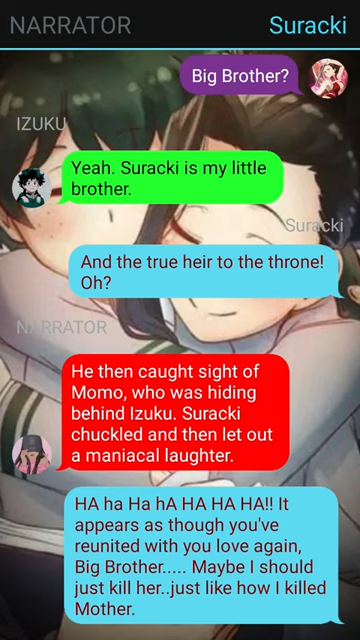 NARRATOR
Suracki
Big Brother?
IZUKU
Yeah. Suracki is my little
brother.
Suracki
And the true heir to the throne!
Oh?
NARRATOR
He then caught sight of
Momo, who was hiding
behind Izuku. Suracki
chuckled and then let out
a maniacal laughter.
HA ha Ha hA HA HA HA!! It
appears as though you've
reunited with you love again,
Big Brother..... Maybe I should
just kill her..just like how I killed
Mother.